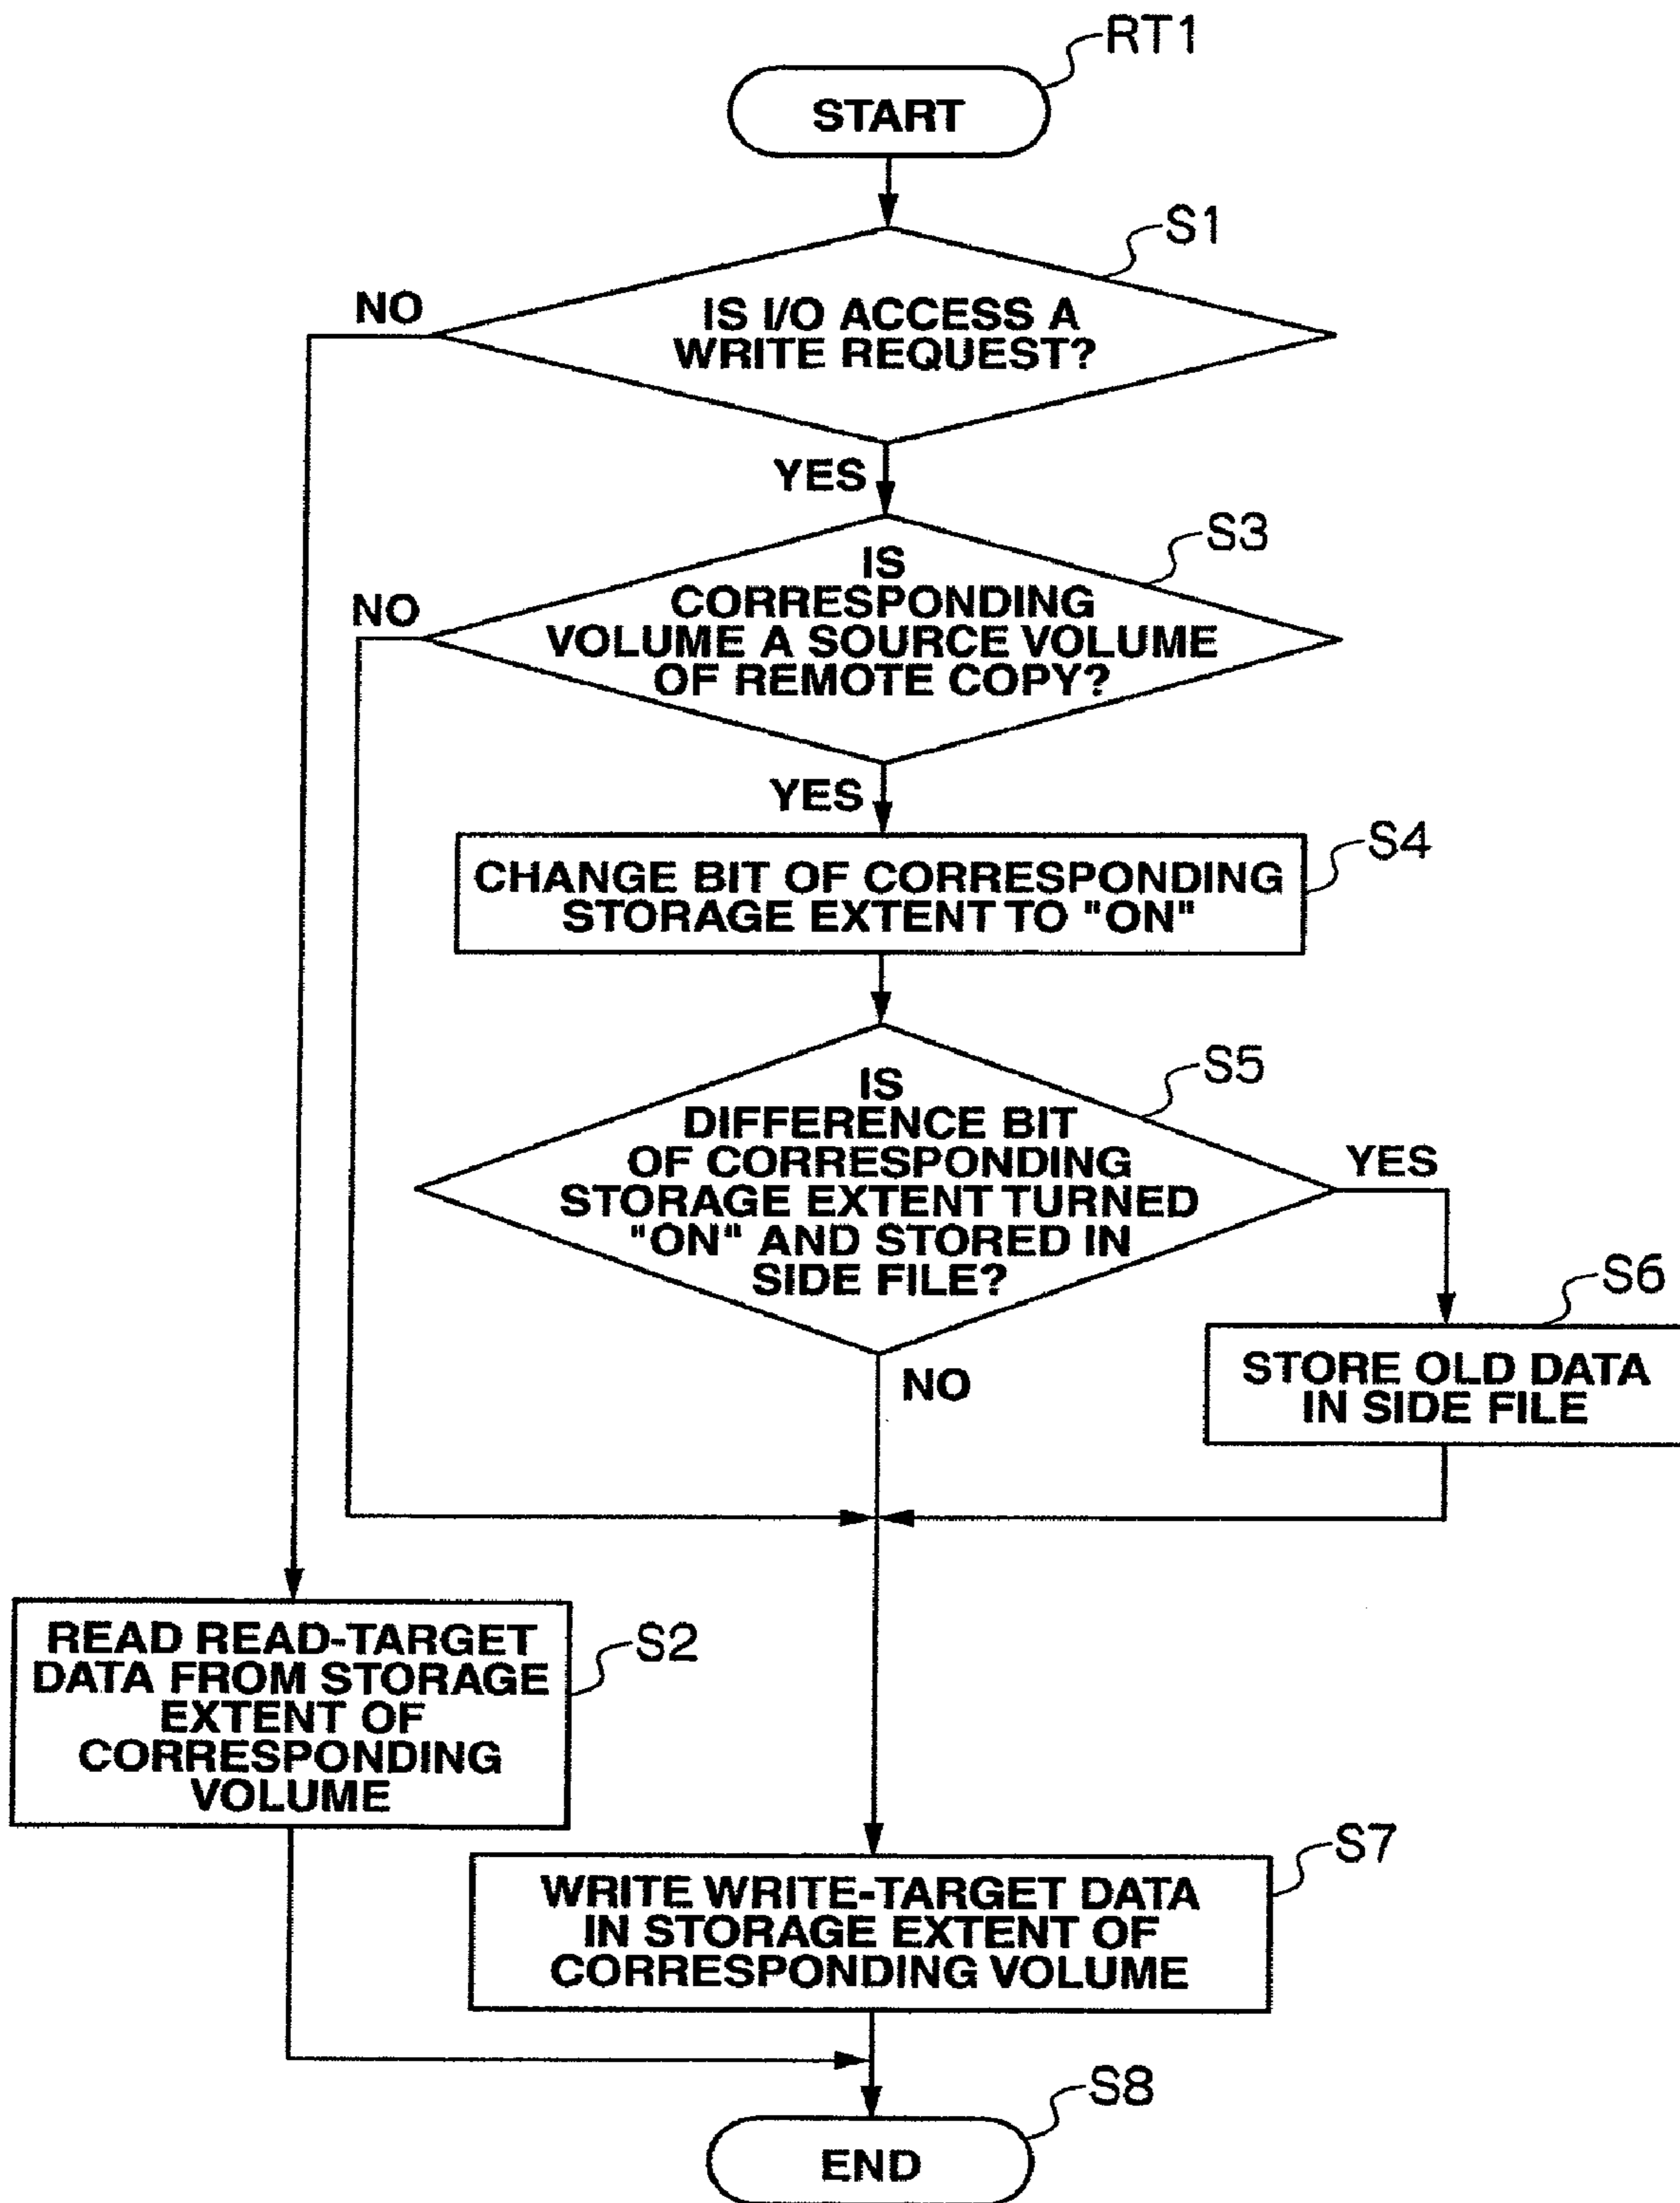 RT1
START
S1
NO
IS I/O ACCESS A
WRITE REQUEST?
YES
S3
NO
IS
CORRESPONDING
VOLUME A SOURCE VOLUME
OF REMOTE COPY?
YES
S4
CHANGE BIT OF CORRESPONDING
STORAGE EXTENT TO "ON"
S5
IS
DIFFERENCE BIT
OF CORRESPONDING
STORAGE EXTENT TURNED
"ON" AND STORED IN
SIDE FILE?
YES
S6
NO
STORE OLD DATA
IN SIDE FILE
READ READ-TARGET
DATA FROM STORAGE
EXTENT OF
CORRESPONDING
VOLUME
S2
S7
WRITE WRITE-TARGET DATA
IN STORAGE EXTENT OF
CORRESPONDING VOLUME
S8
END